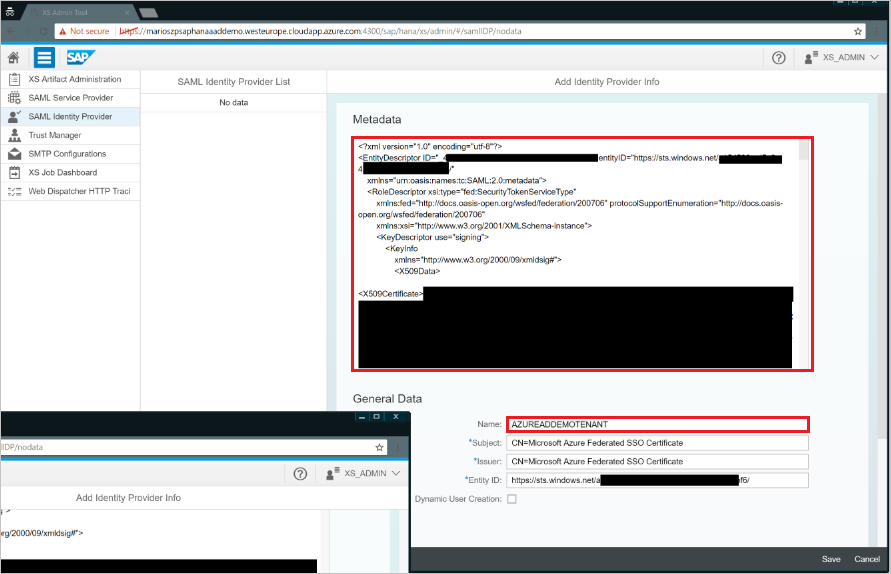 XS Admin Tool
Not secure
https://marioszpsaphanaaaddemo.westeurope.cloudapp.azure.com:4300/sap/hana/xs/admin/#/samlIDP/nodata
SAP
XS_ADMIN
XS Artifact Administration
SAML Service Provider
SAML Identity Provider
Trust Manager
SMTP Configurations
XS Job Dashboard
Web Dispatcher HTTP Traci
SAML Identity Provider List
No data
Add Identity Provider Info
Metadata
<?xml version="1.0" encoding="utf-8"?>
<EntityDescriptor ID="_4 entityID="https://sts.windows.net/
4 /"
xmlns="urn:oasis:names:tc:SAML:2.0:metadata">
<RoleDescriptor xsi:type="fed:SecurityTokenServiceType"
xmlns:fed="http://docs.oasis-open.org/wsfed/federation/200706" protocolSupportEnumeration="http://docs.oasis-
open.org/wsfed/federation/200706"
xmlns:xsi="http://www.w3.org/2001/XMLSchema-instance">
<KeyDescriptor use="signing">
<KeyInfo
xmlns="http://www.w3.org/2000/09/xmldsig#">
<X509Data>
<X509Certificate>
General Data
Name: AZUREADDEMOTENANT
*Subject: CN=Microsoft Azure Federated SSO Certificate
*Issuer: CN=Microsoft Azure Federated SSO Certificate
*Entity ID: https://sts.windows.net/a f6/
Dynamic User Creation:
Save Cancel
IDP/nodata
XS_ADMIN
Add Identity Provider Info
">
org/2000/09/xmldsig#">